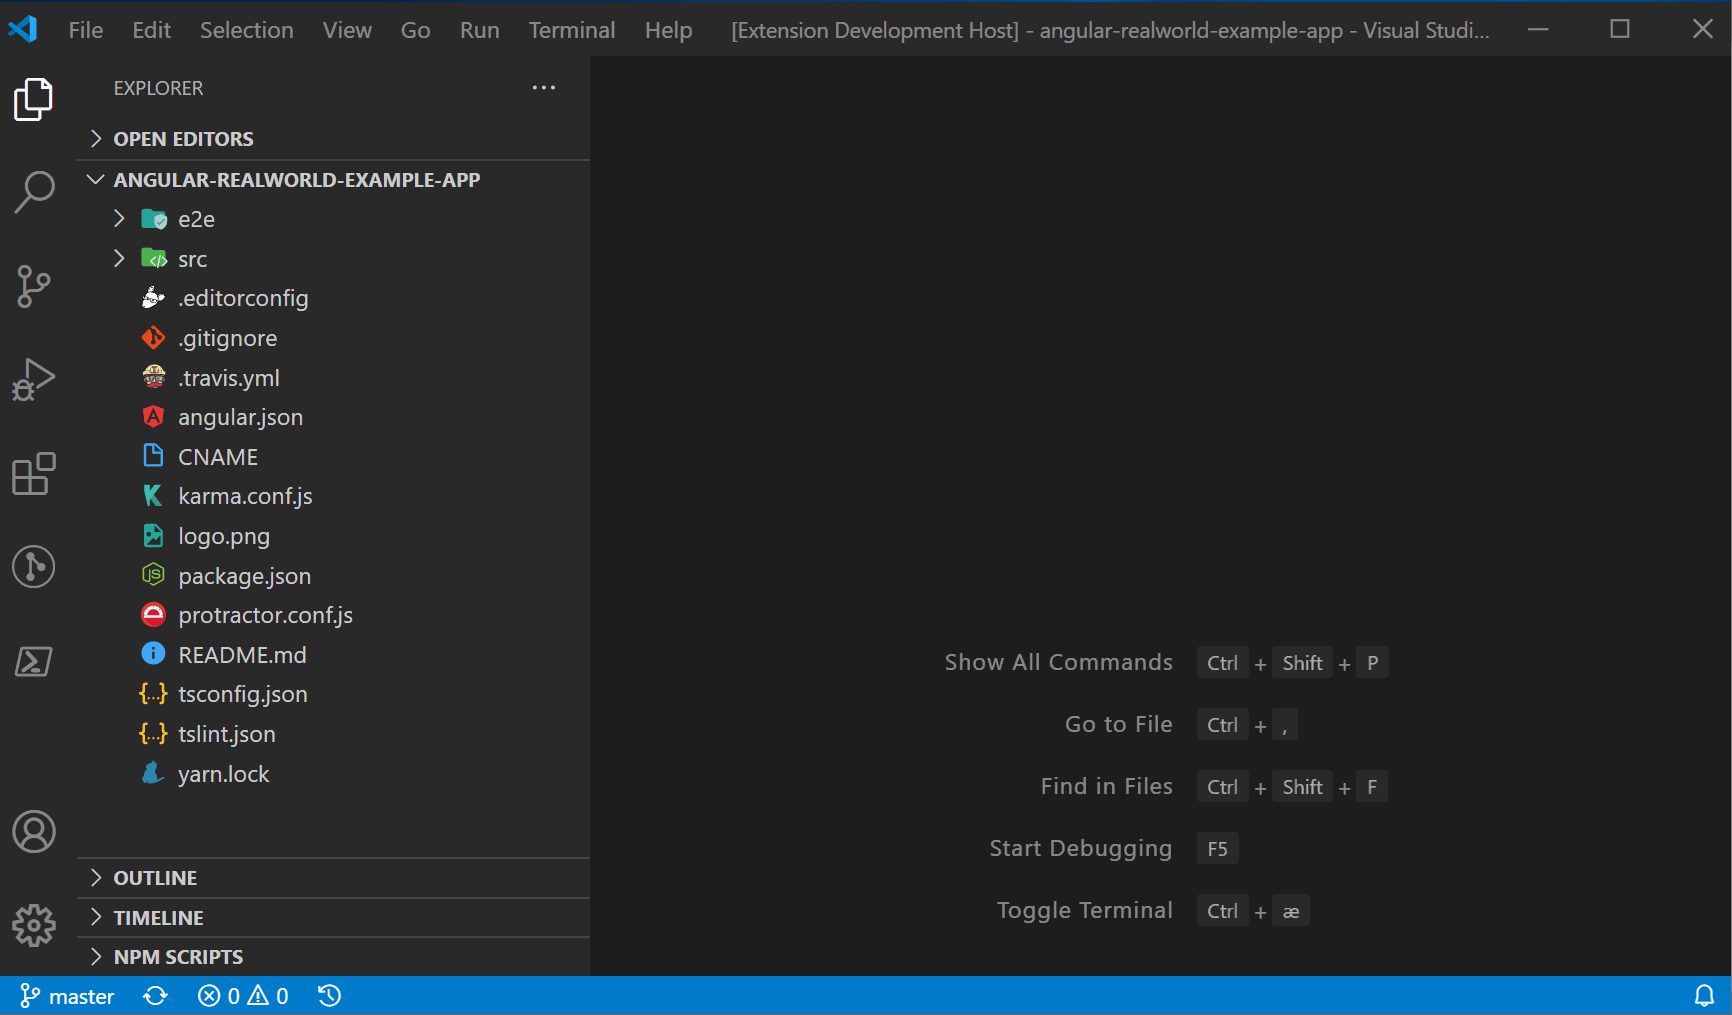 File Edit Selection View Go Run Terminal Help [Extension Development Host] - angular-realworld-example-app - Visual Studi...
EXPLORER
OPEN EDITORS
ANGULAR-REALWORLD-EXAMPLE-APP
e2e
src
.editorconfig
.gitignore
.travis.yml
angular.json
CNAME
karma.conf.js
logo.png
package.json
protractor.conf.js
README.md
tsconfig.json
tslint.json
yarn.lock
OUTLINE
TIMELINE
NPM SCRIPTS
Show All Commands Ctrl + Shift + P
Go to File Ctrl + ,
Find in Files Ctrl + Shift + F
Start Debugging F5
Toggle Terminal Ctrl + æ
master 0 0